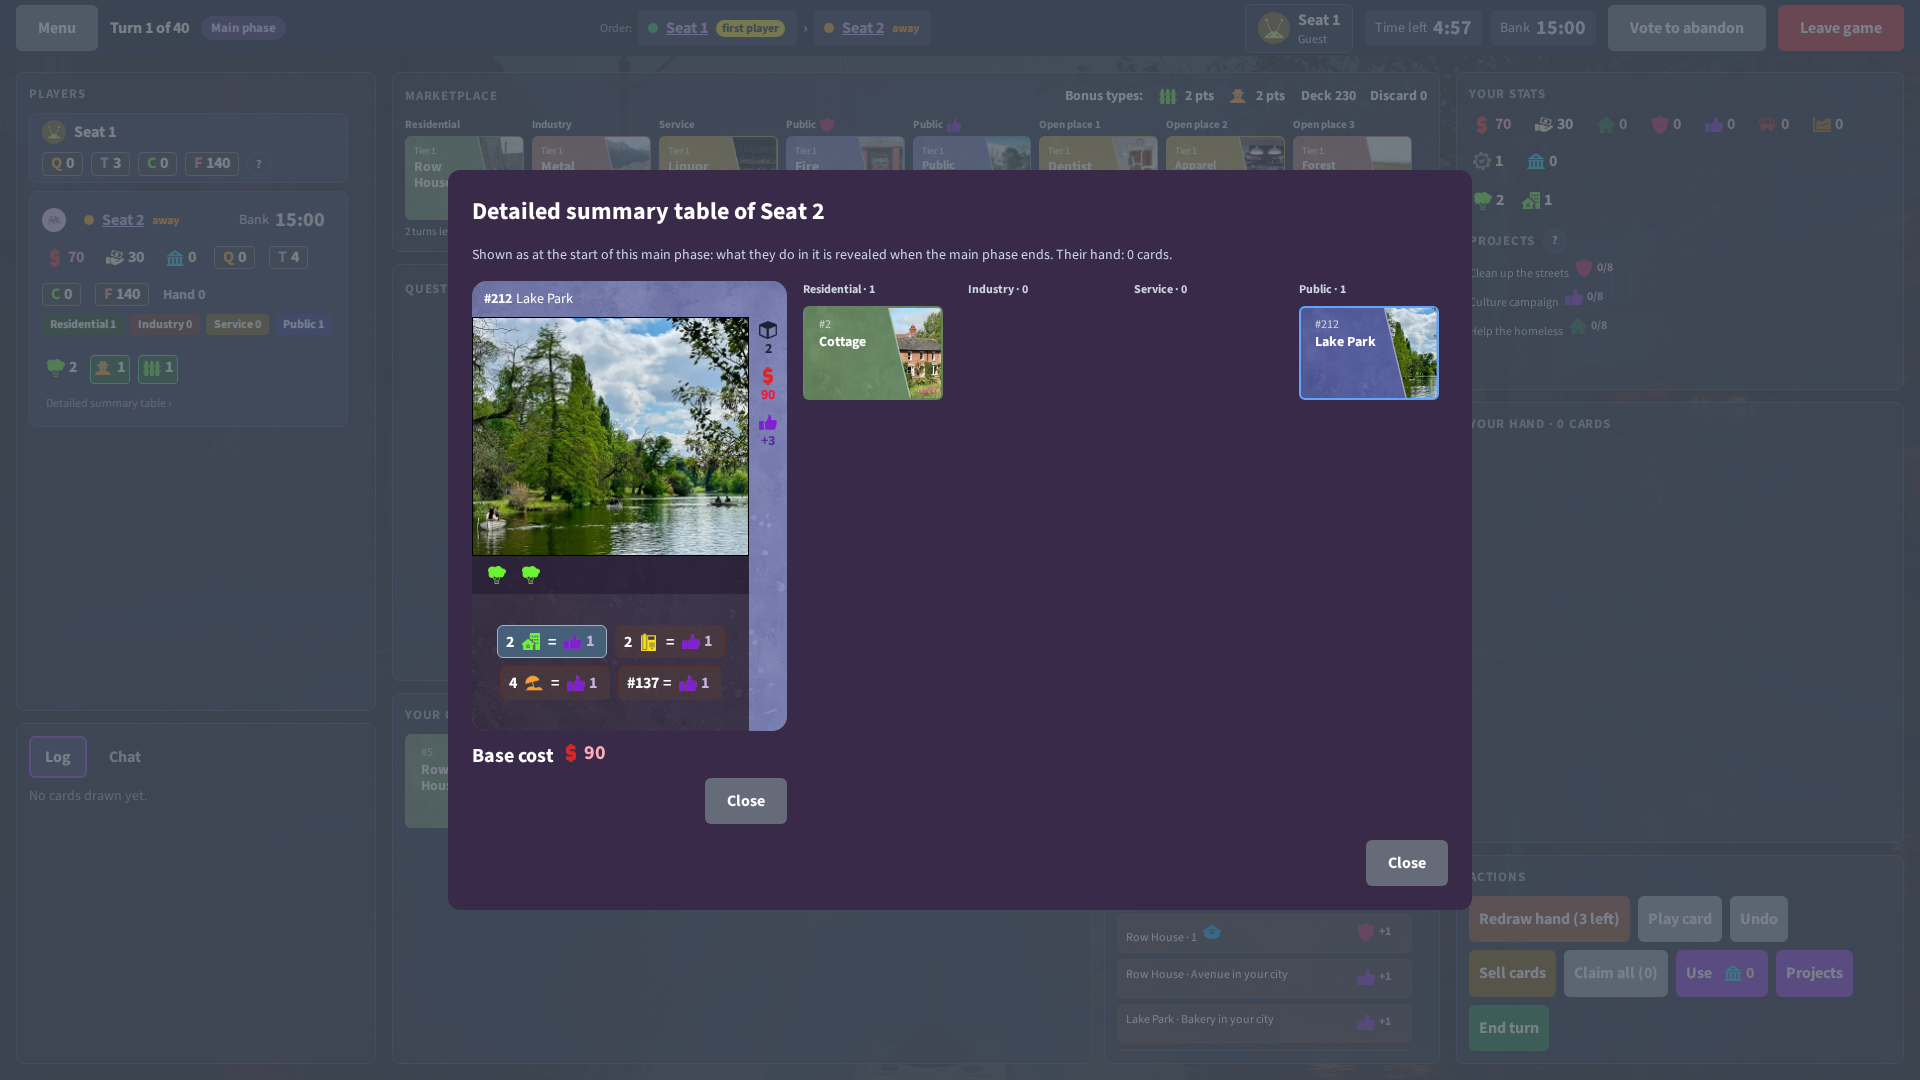 Menu
Turn 1 of 40
Main phase
Order:
Seat 1
first player
›
Seat 2
away
Seat 1
Guest
Time left 4:57
Bank 15:00
Vote to abandon
Leave game
PLAYERS
Seat 1
Q 0
T 3
C 0
F 140
?
Seat 2
away
Bank 15:00
70
30
0
Q 0
T 4
C 0
F 140
Hand 0
Residential 1
Industry 0
Service 0
Public 1
2
1
1
Detailed summary table ›
Log
Chat
No cards drawn yet.
MARKETPLACE
Bonus types:
2 pts
2 pts
Deck 230
Discard 0
Residential
Industry
Service
Public
Public
Open place 1
Open place 2
Open place 3
Tier 1
Row
House
Tier 1
Metal
Tier 1
Liquor
Tier 1
Fire
Tier 1
Public
Tier 1
Dentist
Tier 1
Apparel
Tier 1
Forest
2 turns le
QUEST
YOUR
#5
Row
Hous
Detailed summary table of Seat 2
Shown as at the start of this main phase: what they do in it is revealed when the main phase ends. Their hand: 0 cards.
#212 Lake Park
2
$
90
+3
2 = 1
2 = 1
4 = 1
#137 = 1
Base cost $ 90
Close
Residential · 1
Industry · 0
Service · 0
Public · 1
#2
Cottage
#212
Lake Park
Close
Row House · 1
+1
Row House · Avenue in your city
+1
Lake Park · Bakery in your city
+1
YOUR STATS
$ 70
30
0
0
0
0
0
1
0
2
1
PROJECTS
?
Clean up the streets 0/8
Culture campaign 0/8
Help the homeless 0/8
YOUR HAND · 0 CARDS
ACTIONS
Redraw hand (3 left)
Play card
Undo
Sell cards
Claim all (0)
Use 0
Projects
End turn